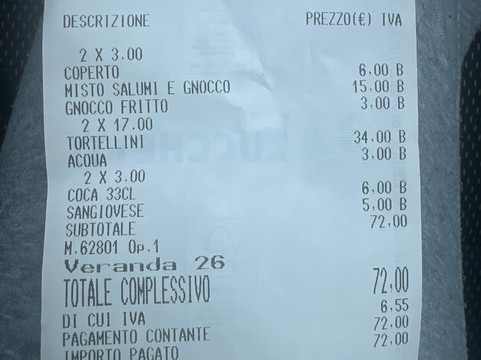 DESCRIZIONE PREZZO(€) IVA
2 X 3.00
COPERTO 6,00 B
MISTO SALUMI E GNOCCO 15,00 B
GNOCCO FRITTO 3,00 B
2 X 17.00
TORTELLINI 34,00 B
ACQUA 3,00 B
2 X 3.00
COCA 33CL 6,00 B
SANGIOVESE 5,00 B
SUBTOTALE 72,00
M.62801 Op.1
Veranda 26
TOTALE COMPLESSIVO 72,00
DI CUI IVA 6,55
PAGAMENTO CONTANTE 72,00
IMPORTO PAGATO 72,00